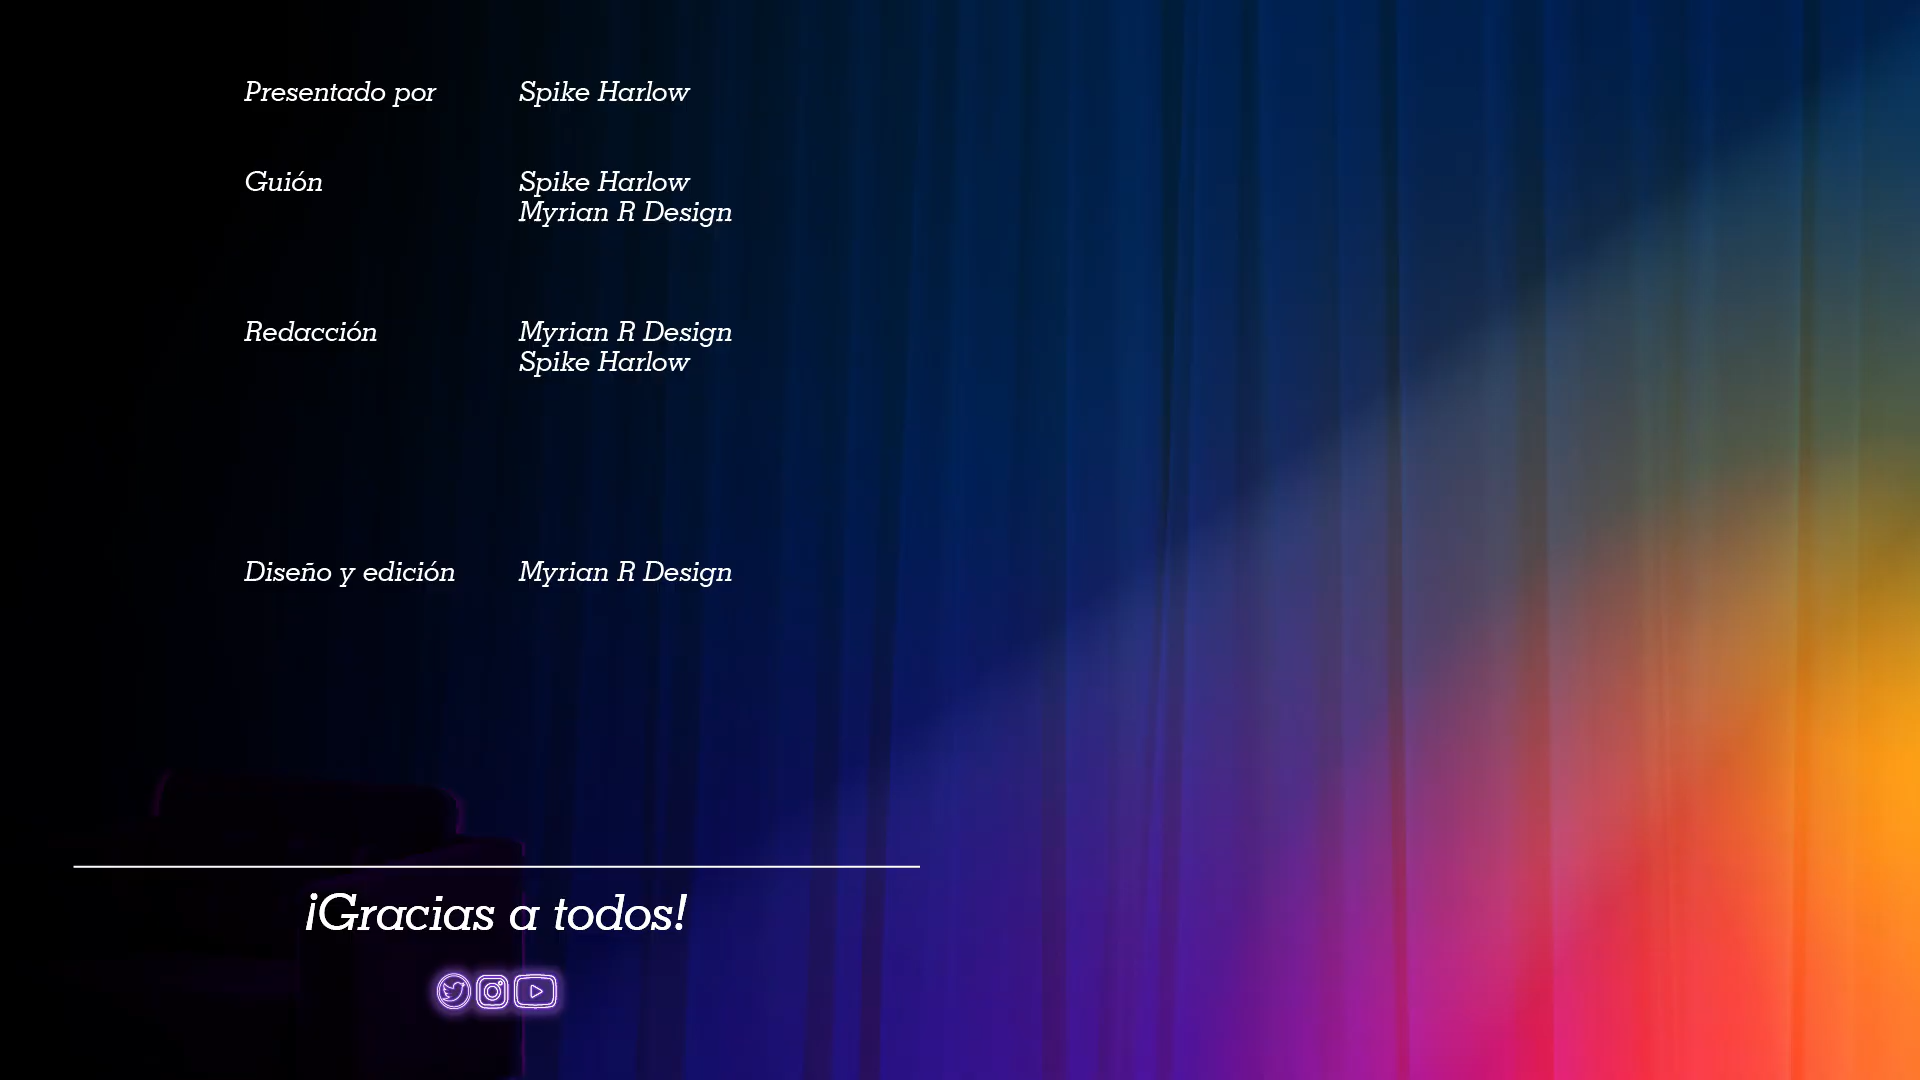 Presentado por Spike Harlow
Guión Spike Harlow
Myrian R Design
Redacción Myrian R Design
Spike Harlow
Diseño y edición Myrian R Design
¡Gracias a todos!